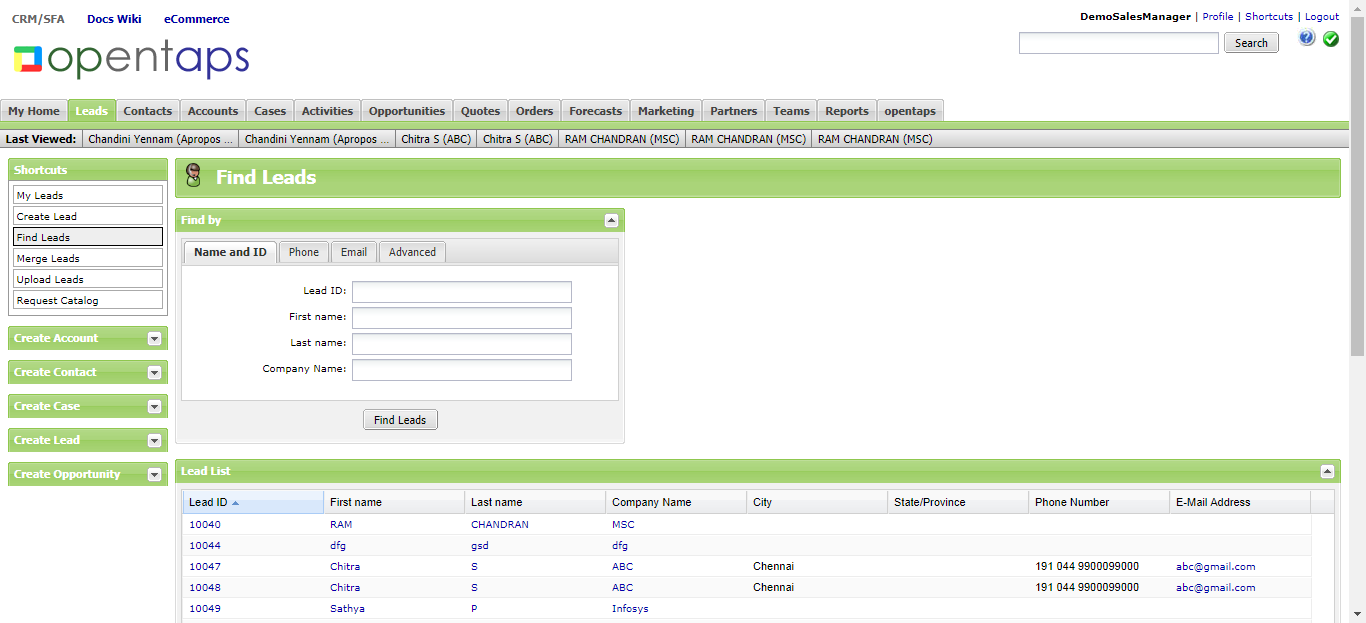 CRM/SFA Docs Wiki eCommerce
DemoSalesManager | Profile | Shortcuts | Logout
opentaps
Search
My Home Leads Contacts Accounts Cases Activities Opportunities Quotes Orders Forecasts Marketing Partners Teams Reports opentaps
Last Viewed: Chandini Yennam (Apropos ... Chandini Yennam (Apropos ... Chitra S (ABC) Chitra S (ABC) RAM CHANDRAN (MSC) RAM CHANDRAN (MSC) RAM CHANDRAN (MSC)
Shortcuts
My Leads
Create Lead
Find Leads
Merge Leads
Upload Leads
Request Catalog
Create Account
Create Contact
Create Case
Create Lead
Create Opportunity
Find Leads
Find by
Name and ID Phone Email Advanced
Lead ID:
First name:
Last name:
Company Name:
Find Leads
Lead List
Lead ID First name Last name Company Name City State/Province Phone Number E-Mail Address
10040 RAM CHANDRAN MSC
10044 dfg gsd dfg
10047 Chitra S ABC Chennai 191 044 9900099000 abc@gmail.com
10048 Chitra S ABC Chennai 191 044 9900099000 abc@gmail.com
10049 Sathya P Infosys